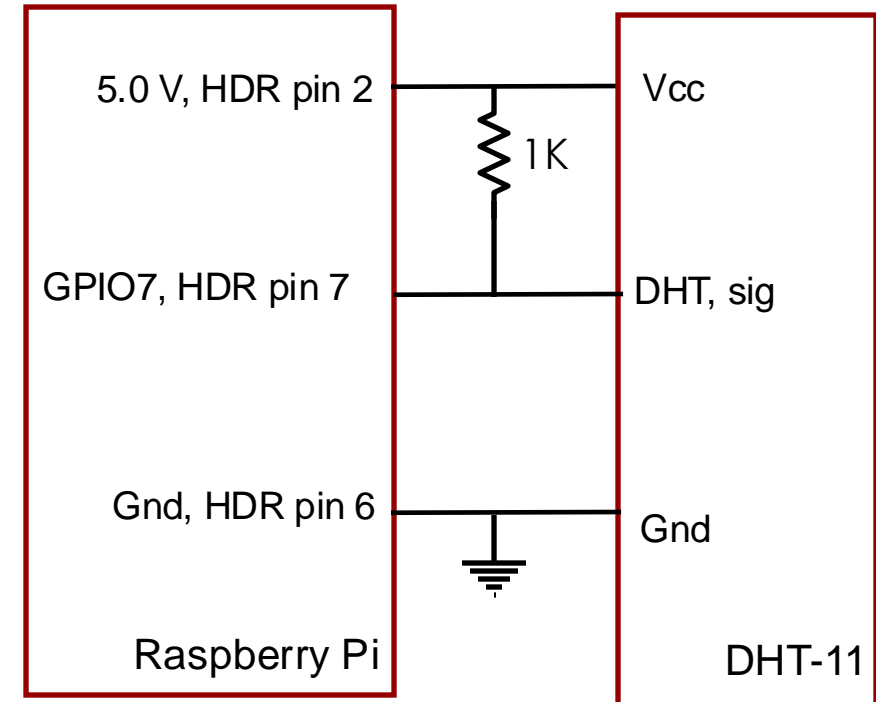 5.0 V, HDR pin 2
Vcc
1K
GPIO7, HDR pin 7
DHT, sig
Gnd, HDR pin 6
Gnd
Raspberry Pi
DHT-11